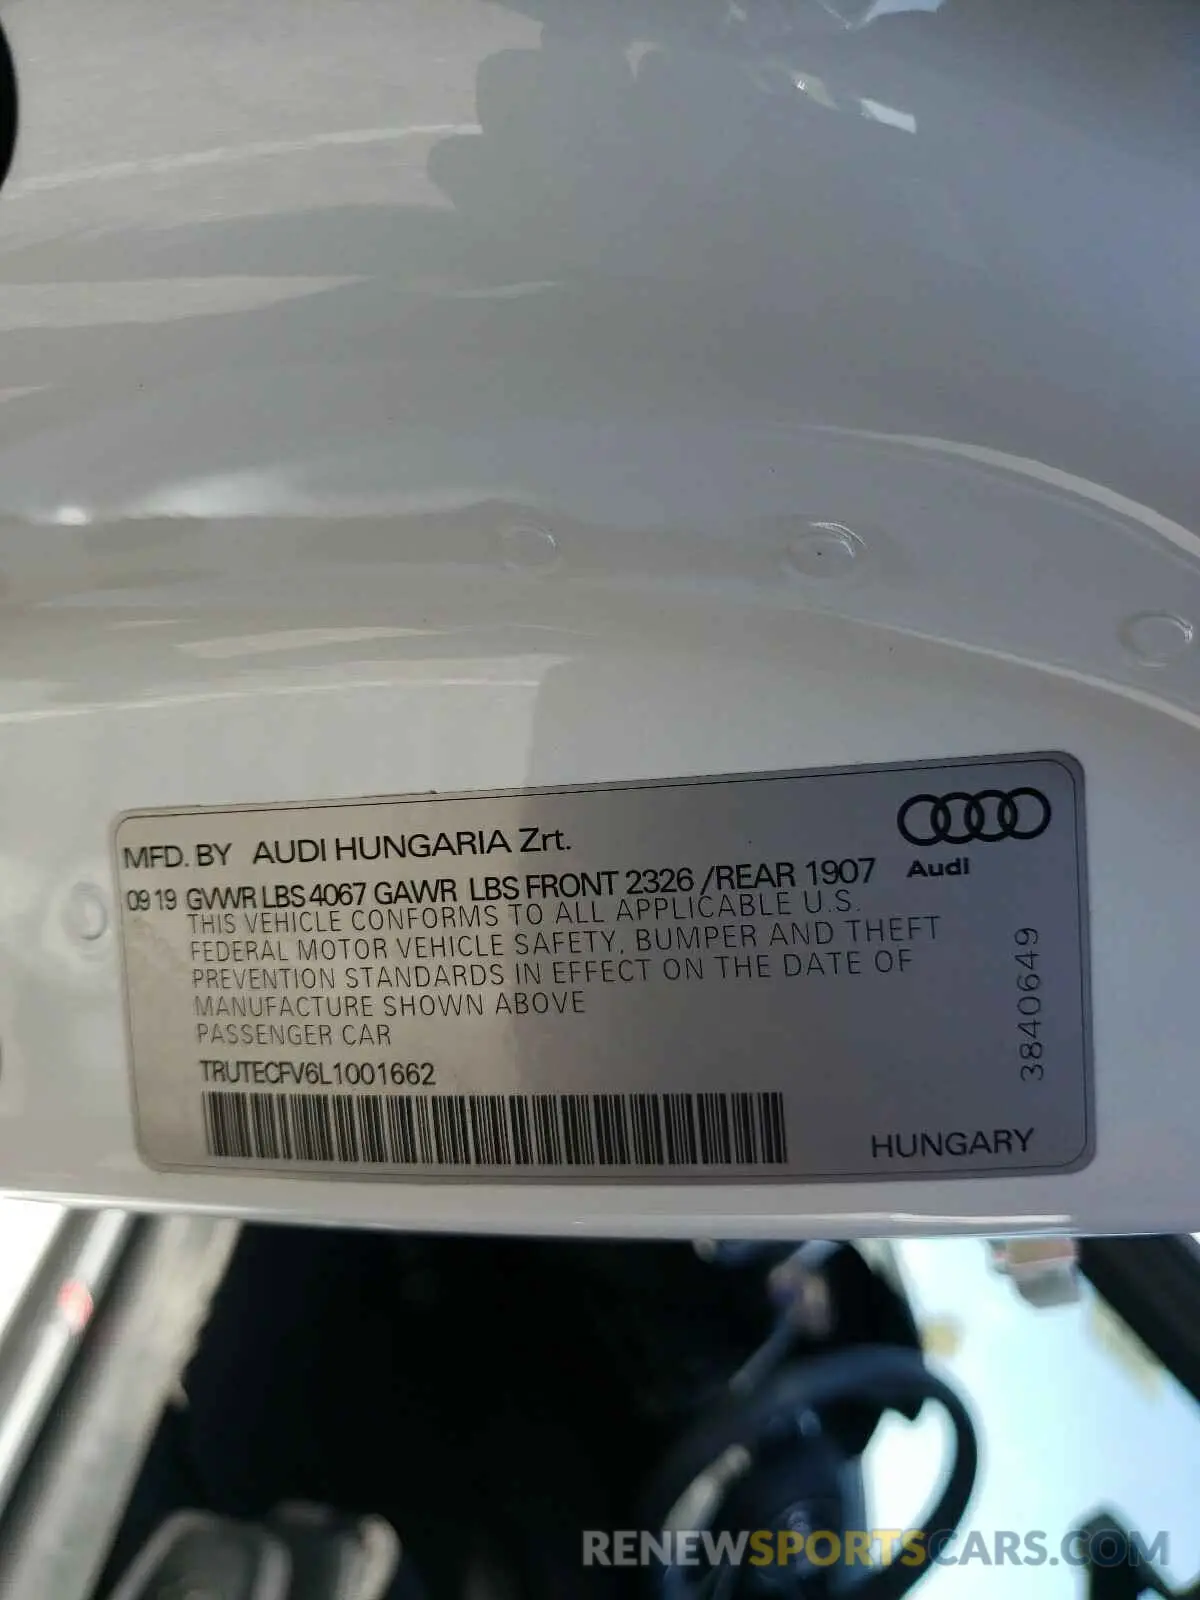 MFD. BY AUDI HUNGARIA Zrt.
Audi
09 19 GVWR LBS 4067 GAWR LBS FRONT 2326 /REAR 1907
THIS VEHICLE CONFORMS TO ALL APPLICABLE U.S.
FEDERAL MOTOR VEHICLE SAFETY, BUMPER AND THEFT
PREVENTION STANDARDS IN EFFECT ON THE DATE OF
MANUFACTURE SHOWN ABOVE
PASSENGER CAR
TRUTECFV6L1001662
3840649
HUNGARY
RENEWSPORTSCARS.COM